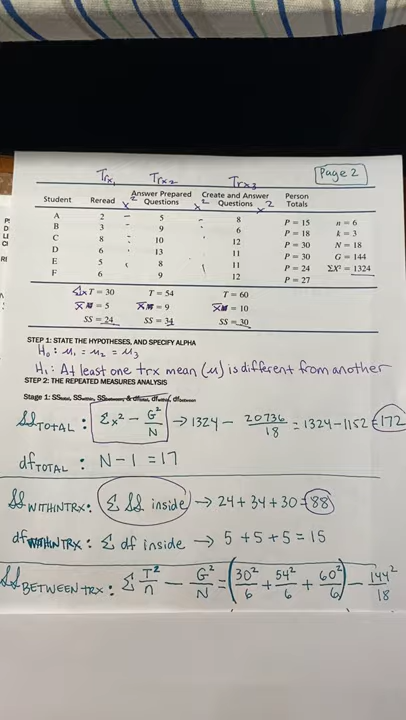 Page 2
Trx1 Trx2 Trx3
Answer Prepared Create and Answer Person
Student Reread x² Questions x² Questions x² Totals
A 2 5 8 P = 15 n = 6
B 3 9 6 P = 18 k = 3
C 8 10 12 P = 30 N = 18
D 6 13 11 P = 30 G = 144
E 5 8 11 P = 24 ΣX² = 1324
F 6 9 12 P = 27
Σx T = 30 T = 54 T = 60
x̄ = 5 x̄ = 9 x̄ = 10
SS = 24 SS = 34 SS = 30
STEP 1: STATE THE HYPOTHESES, AND SPECIFY ALPHA
H₀: μ₁ = μ₂ = μ₃
H₁: At least one trx mean (μ) is different from another
STEP 2: THE REPEATED MEASURES ANALYSIS
Stage 1:
SS TOTAL: Σx² - G²/N → 1324 - 20736/18 = 1324-1152 = 172
df TOTAL: N-1 = 17
SS WITHIN TRX: Σ SS inside → 24+34+30 = 88
df WITHIN TRX: Σ df inside → 5+5+5 = 15
SS BETWEEN TRX: Σ T²/n - G²/N = (30²/6 + 54²/6 + 60²/6) - 144²/18